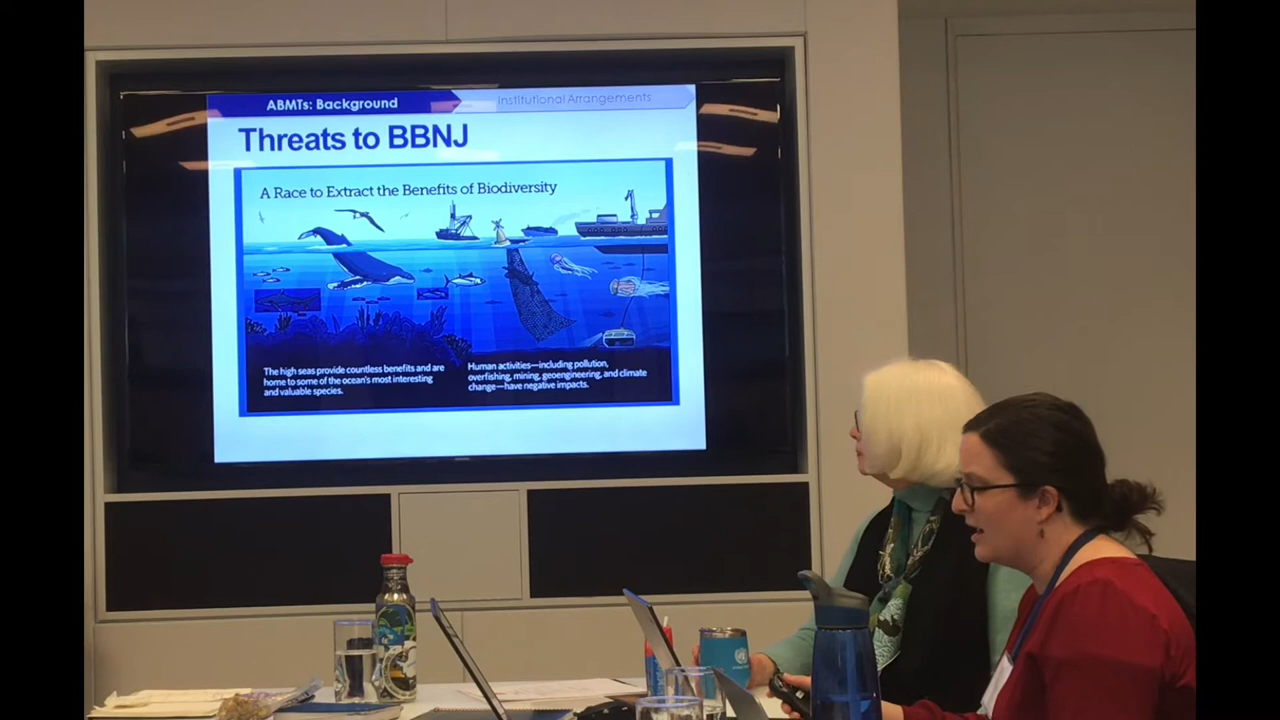 ABMTs: Background
Institutional Arrangements
Threats to BBNJ
A Race to Extract the Benefits of Biodiversity
The high seas provide countless benefits and are
home to some of the ocean's most interesting
and valuable species.
Human activities—including pollution,
overfishing, mining, geoengineering, and climate
change—have negative impacts.